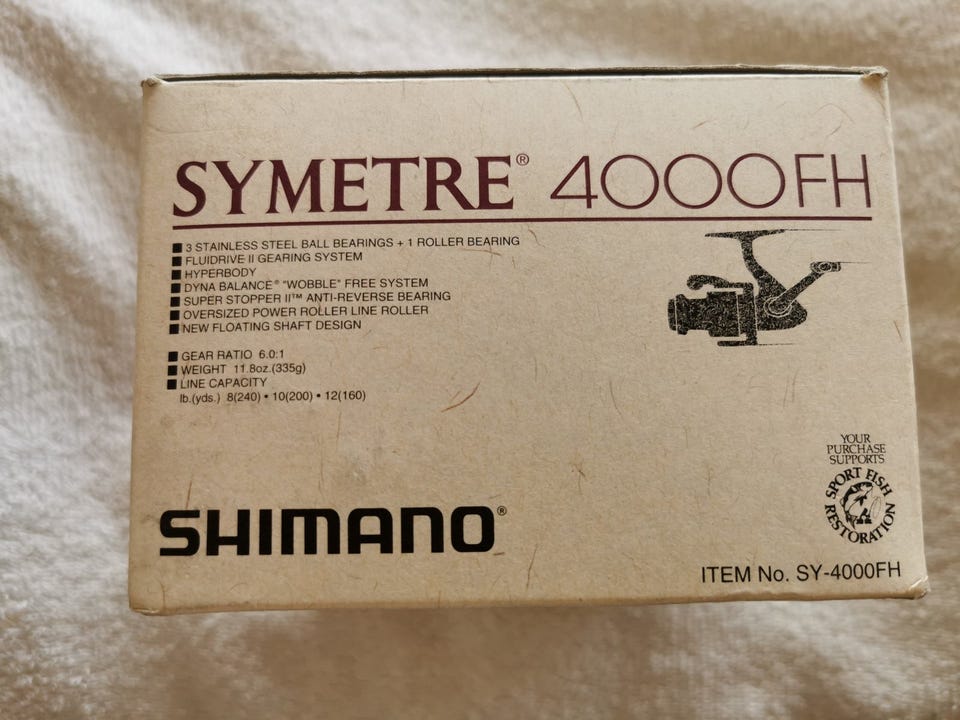 SYMETRE® 4000FH
■ 3 STAINLESS STEEL BALL BEARINGS + 1 ROLLER BEARING
■ FLUIDRIVE II GEARING SYSTEM
■ HYPERBODY
■ DYNA BALANCE® "WOBBLE" FREE SYSTEM
■ SUPER STOPPER II™ ANTI-REVERSE BEARING
■ OVERSIZED POWER ROLLER LINE ROLLER
■ NEW FLOATING SHAFT DESIGN
■ GEAR RATIO 6.0:1
■ WEIGHT 11.8oz.(335g)
■ LINE CAPACITY
lb.(yds.) 8(240) • 10(200) • 12(160)
YOUR
PURCHASE
SUPPORTS
SPORT FISH
RESTORATION
SHIMANO®
ITEM No. SY-4000FH